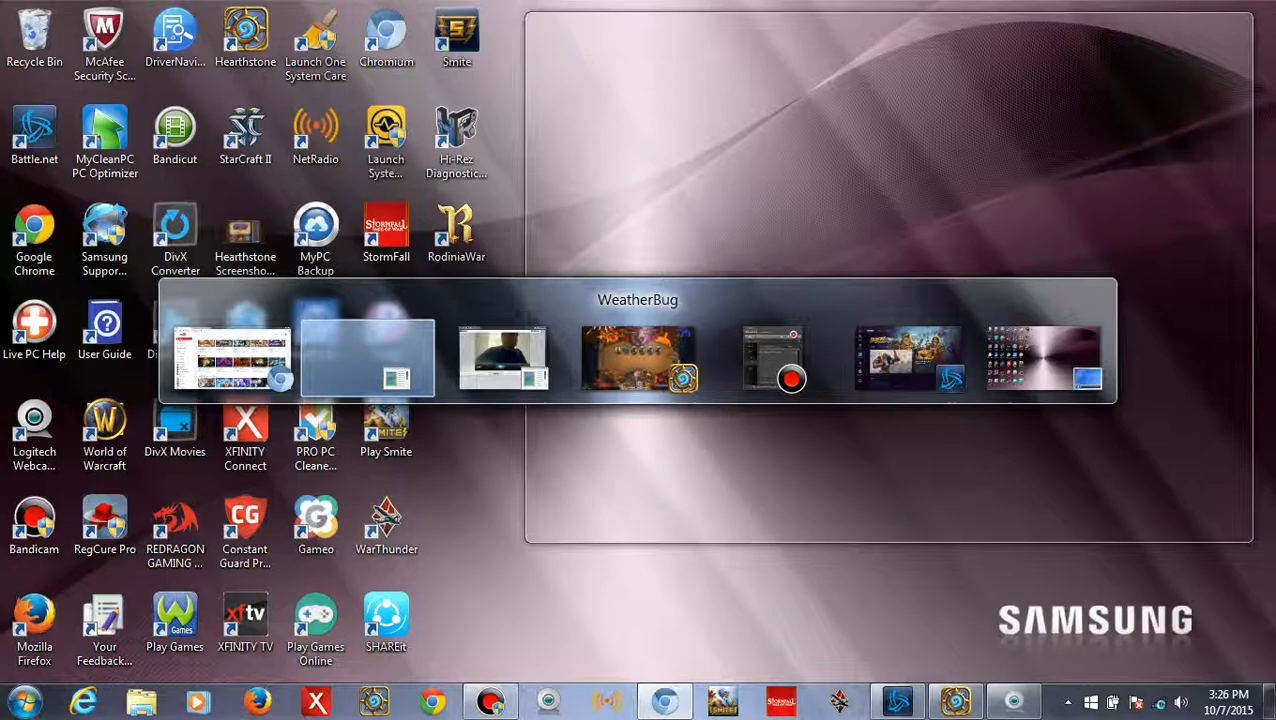 Recycle Bin
McAfee
Security Sc...
DriverNavi...
Hearthstone
Launch One
System Care
Chromium
Smite
Battle.net
MyCleanPC
PC Optimizer
Bandicut
StarCraft II
NetRadio
Launch
Syste...
Hi-Rez
Diagnostic...
Google
Chrome
Samsung
Suppor...
DivX
Converter
Hearthstone
Screensho...
MyPC
Backup
STORMFALL
StormFall
RodiniaWar
WeatherBug
Live PC Help
User Guide
Logitech
Webca...
World of
Warcraft
DivX Movies
XFINITY
Connect
PRO PC
Cleane...
Play Smite
Bandicam
RegCure Pro
REDRAGON
GAMING ...
CG
Constant
Guard Pr...
Gameo
WarThunder
Mozilla
Firefox
Your
Feedback...
Games
Play Games
xftv
XFINITY TV
Play Games
Online
SHAREit
SAMSUNG
3:26 PM
10/7/2015